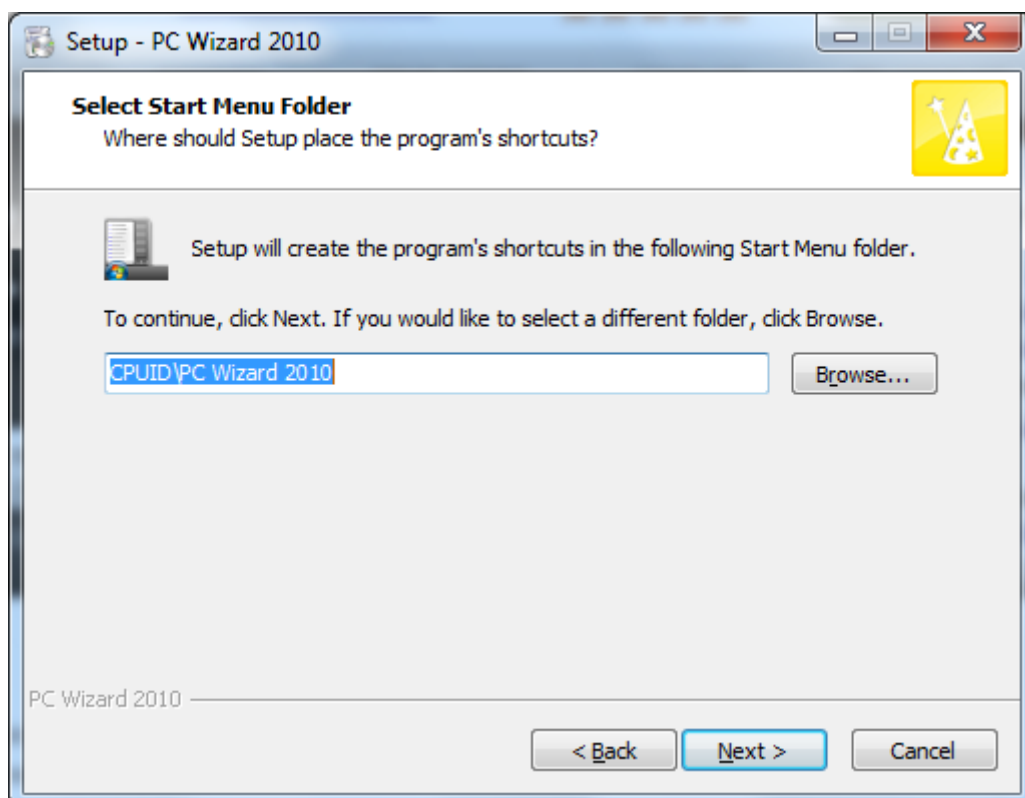 Setup - PC Wizard 2010
Select Start Menu Folder
Where should Setup place the program's shortcuts?
Setup will create the program's shortcuts in the following Start Menu folder.
To continue, click Next. If you would like to select a different folder, click Browse.
CPUID\PC Wizard 2010
Browse...
PC Wizard 2010
< Back
Next >
Cancel